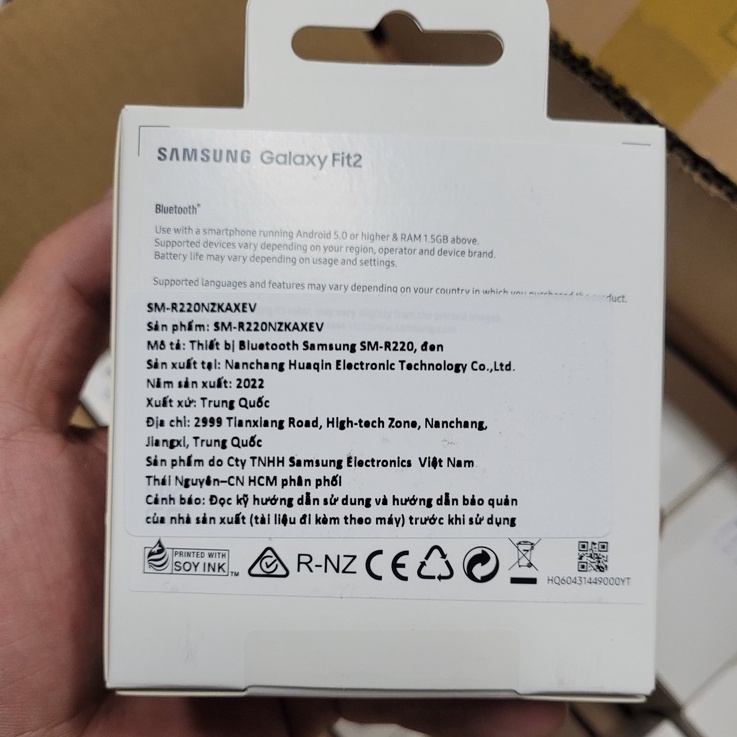 SAMSUNG Galaxy Fit2
Bluetooth®
Use with a smartphone running Android 5.0 or higher & RAM 1.5GB above.
Supported devices vary depending on your region, operator and device brand.
Battery life may vary depending on usage and settings.
Supported languages and features may vary depending on your country in which you purchased the product.
SM-R220NZKAXEV
Sản phẩm: SM-R220NZKAXEV
Mô tả: Thiết bị Bluetooth Samsung SM-R220, đen
Sản xuất tại: Nanchang Huaqin Electronic Technology Co.,Ltd.
Năm sản xuất: 2022
Xuất xứ: Trung Quốc
Địa chỉ: 2999 Tianxiang Road, High-tech Zone, Nanchang,
Jiangxi, Trung Quốc
Sản phẩm do Cty TNHH Samsung Electronics Việt Nam
Thái Nguyên–CN HCM phân phối
Cảnh báo: Đọc kỹ hướng dẫn sử dụng và hướng dẫn bảo quản
của nhà sản xuất (tài liệu đi kèm theo máy) trước khi sử dụng
PRINTED WITH
SOY INK™
R-NZ
CE
HQ60431449000YT